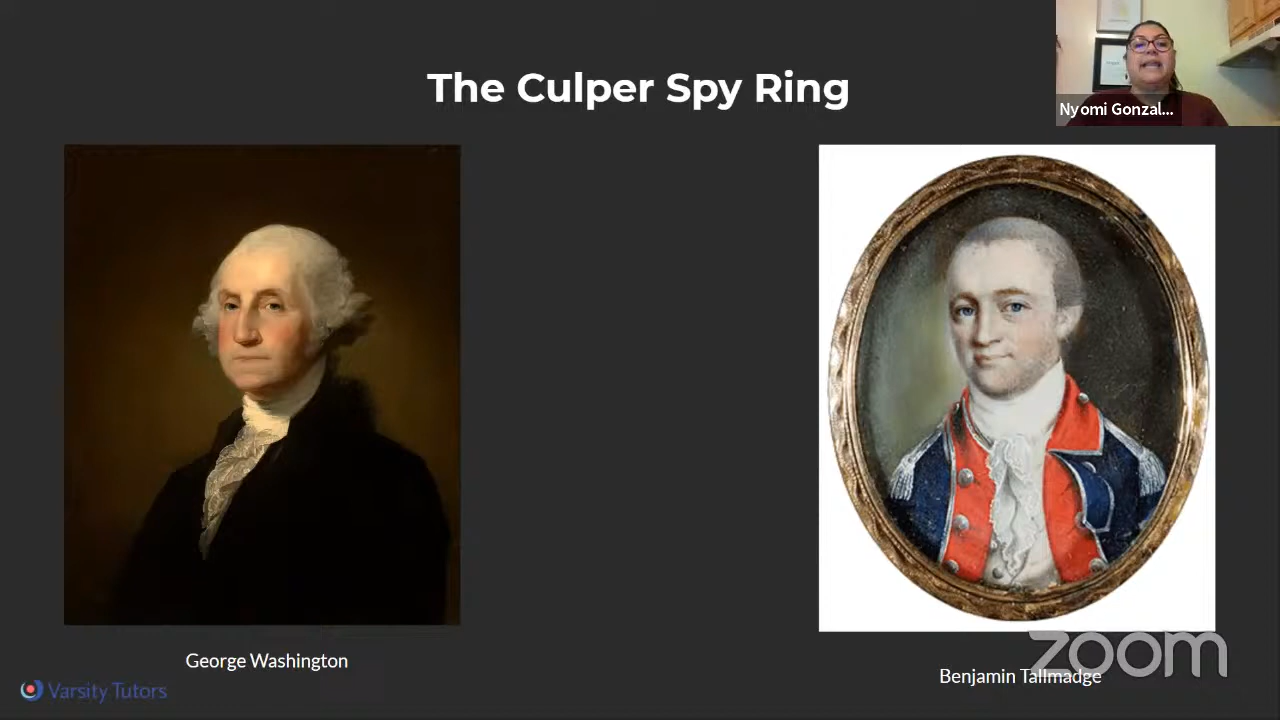 The Culper Spy Ring
Nyomi Gonzal...
George Washington
Benjamin Tallmadge
Varsity Tutors
zoom